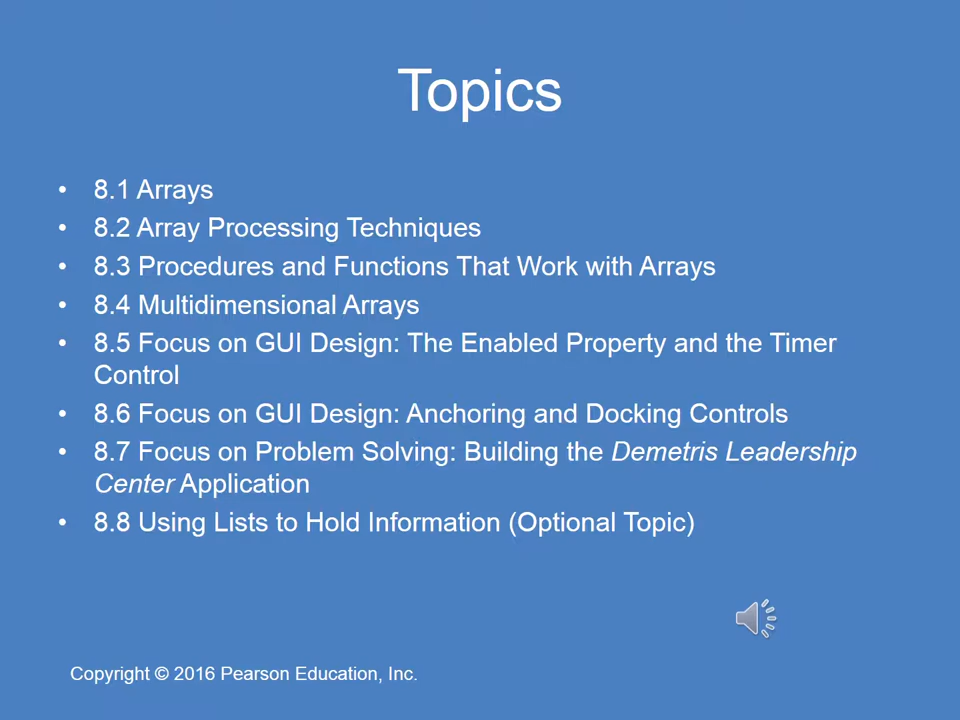 Topics
• 8.1 Arrays
• 8.2 Array Processing Techniques
• 8.3 Procedures and Functions That Work with Arrays
• 8.4 Multidimensional Arrays
• 8.5 Focus on GUI Design: The Enabled Property and the Timer
Control
• 8.6 Focus on GUI Design: Anchoring and Docking Controls
• 8.7 Focus on Problem Solving: Building the Demetris Leadership
Center Application
• 8.8 Using Lists to Hold Information (Optional Topic)
Copyright © 2016 Pearson Education, Inc.